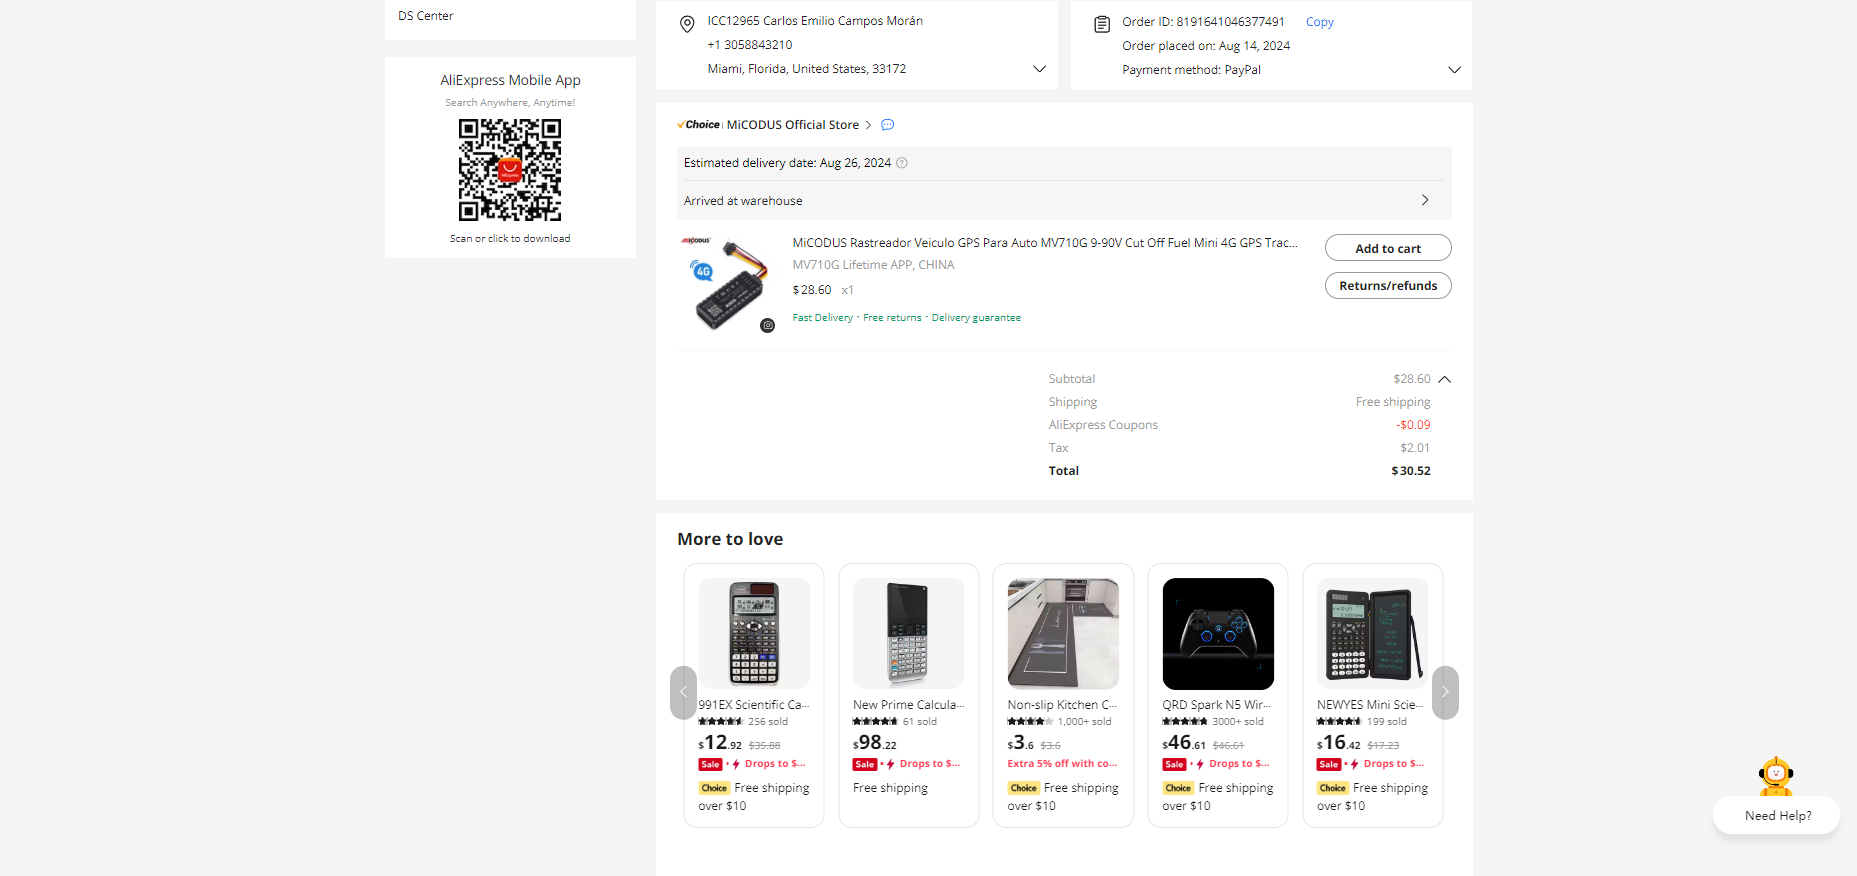 DS Center
AliExpress Mobile App
Search Anywhere, Anytime!
AliExpress
Scan or click to download
ICC12965 Carlos Emilio Campos Morán
+1 3058843210
Miami, Florida, United States, 33172
Order ID: 8191641046377491 Copy
Order placed on: Aug 14, 2024
Payment method: PayPal
Choice MiCODUS Official Store
Estimated delivery date: Aug 26, 2024
Arrived at warehouse
MiCODUS
4G
MiCODUS Rastreador Veiculo GPS Para Auto MV710G 9-90V Cut Off Fuel Mini 4G GPS Trac...
MV710G Lifetime APP, CHINA
$28.60 x1
Fast Delivery · Free returns · Delivery guarantee
Add to cart
Returns/refunds
Subtotal $28.60
Shipping Free shipping
AliExpress Coupons -$0.09
Tax $2.01
Total $30.52
More to love
991EX Scientific Ca...
256 sold
$12.92 $35.88
Sale Drops to $...
Choice Free shipping
over $10
New Prime Calcula...
61 sold
$98.22
Sale Drops to $...
Free shipping
Non-slip Kitchen C...
1,000+ sold
$3.6 $3.6
Extra 5% off with co...
Choice Free shipping
over $10
QRD Spark N5 Wir...
3000+ sold
$46.61 $46.61
Sale Drops to $...
Choice Free shipping
over $10
NEWYES Mini Scie...
199 sold
$16.42 $17.23
Sale Drops to $...
Choice Free shipping
over $10
Need Help?